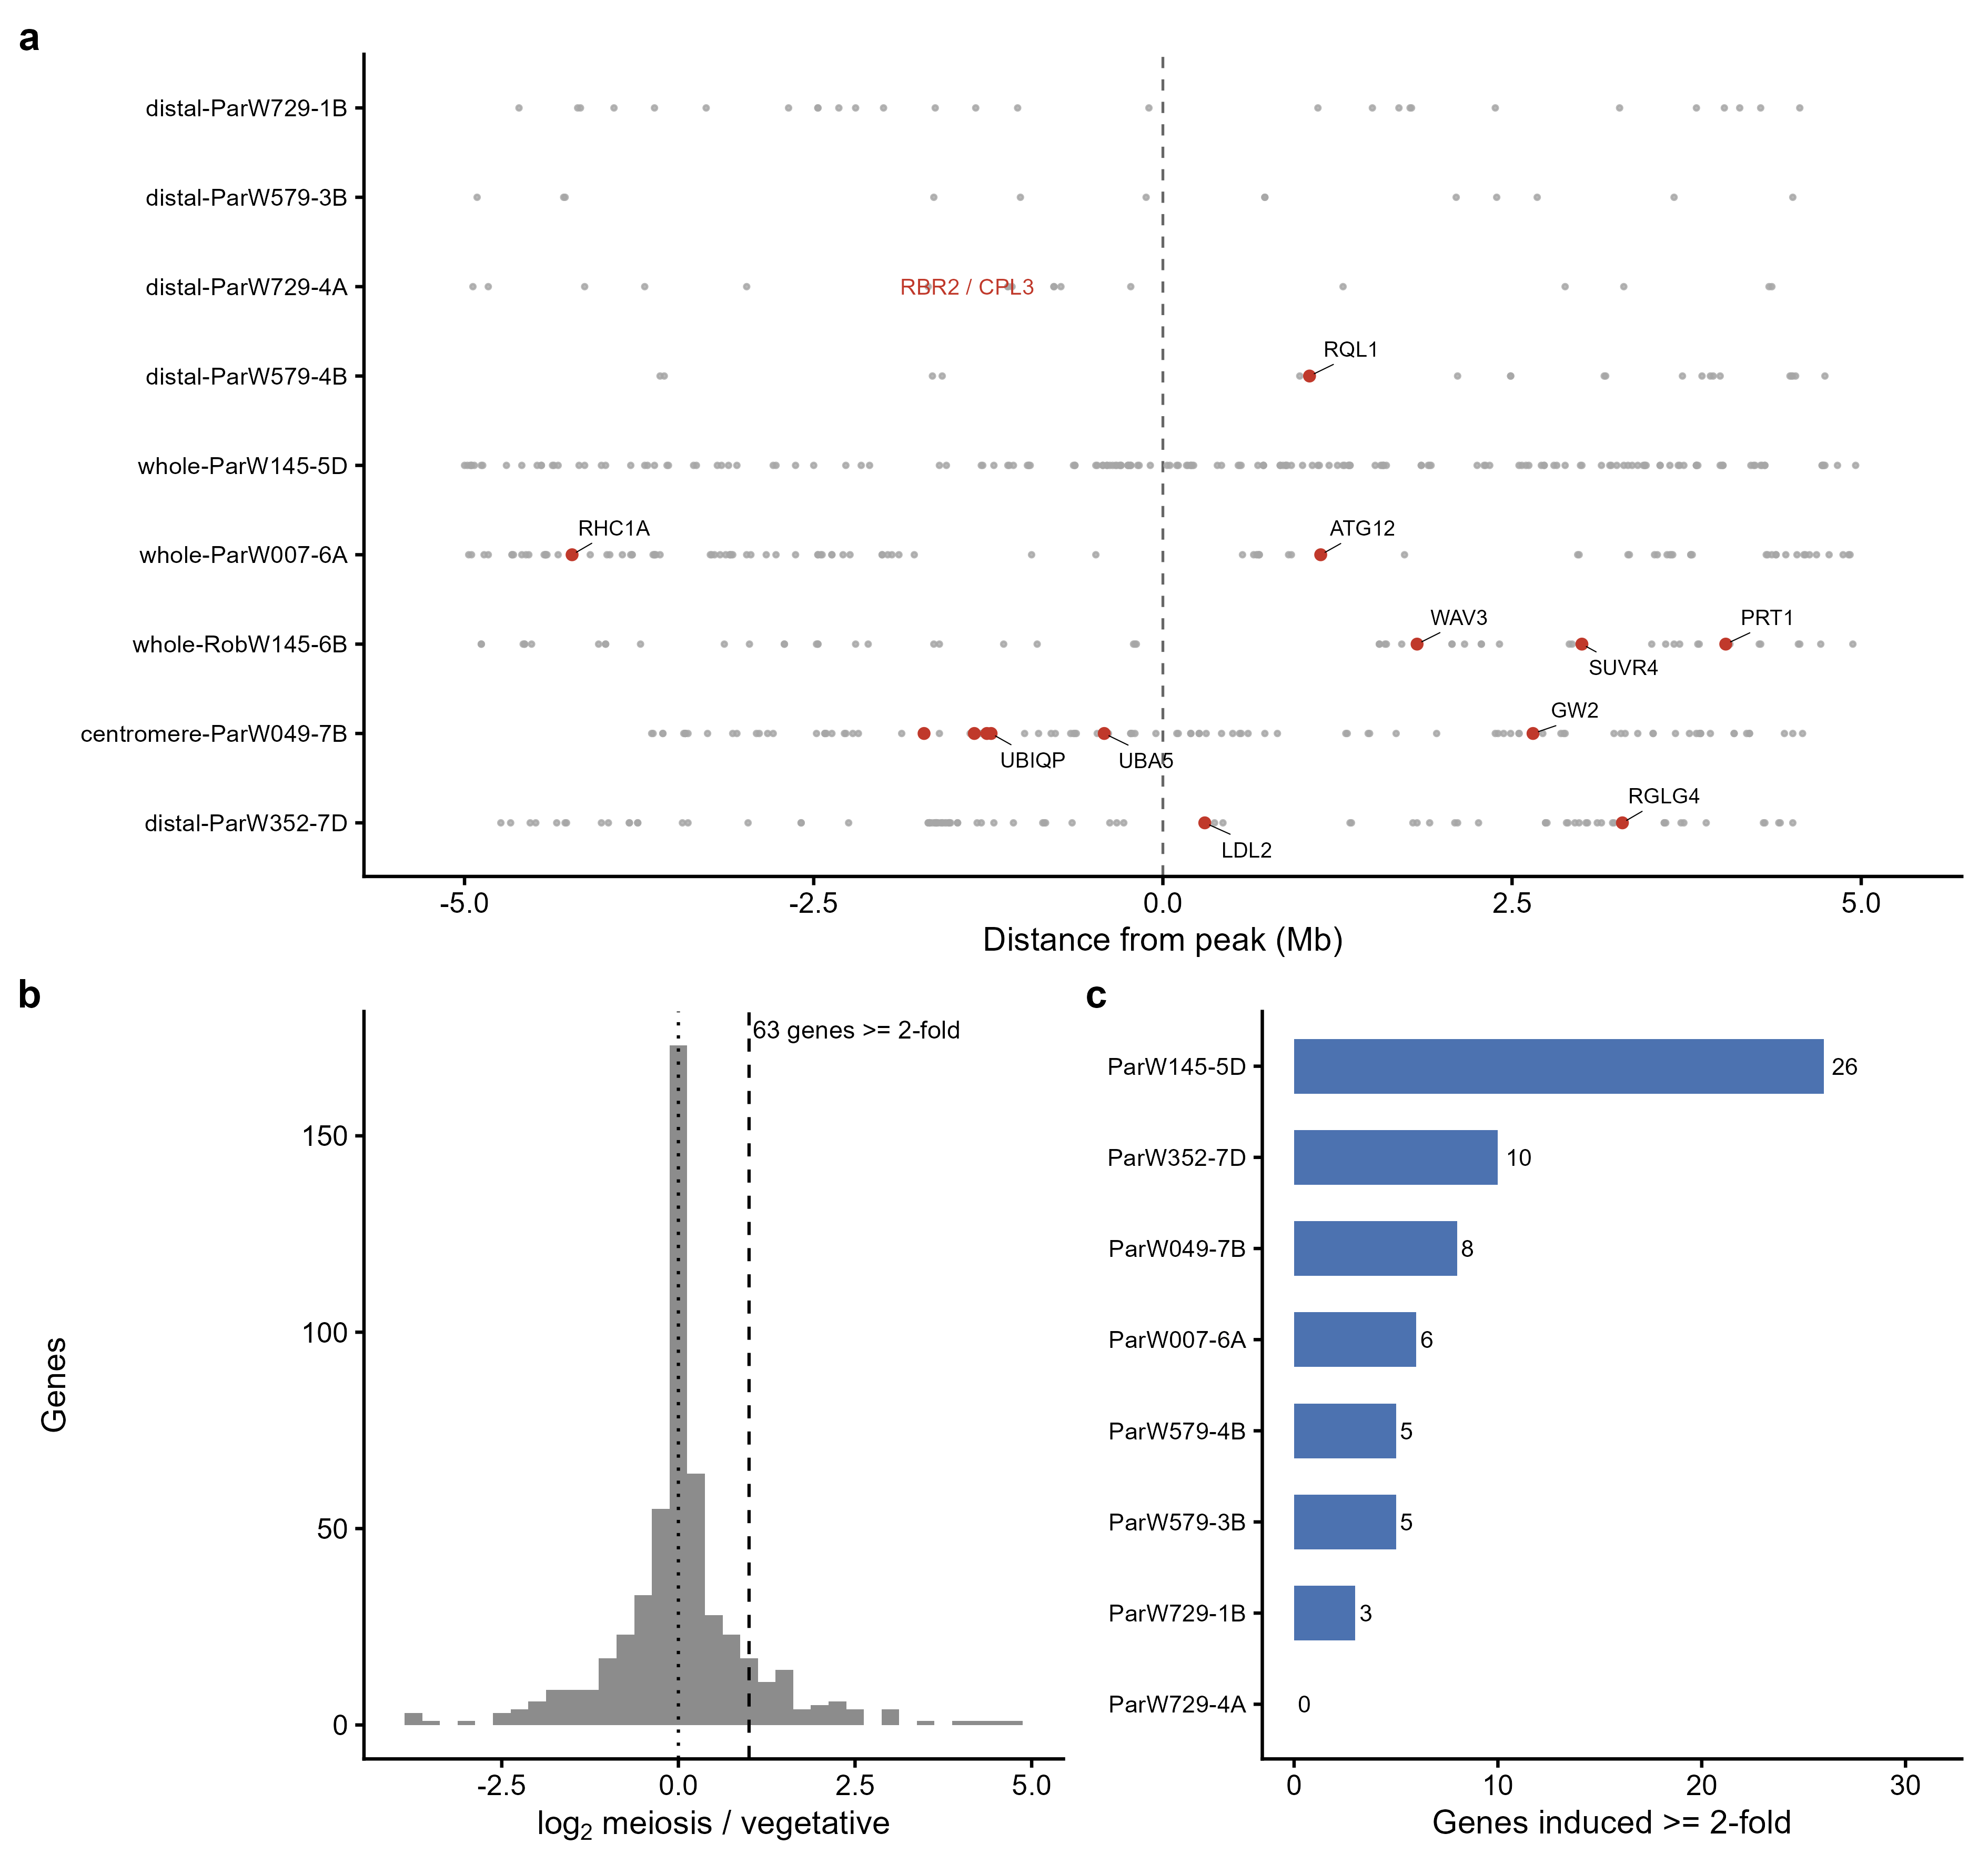 a
distal-ParW729-1B
distal-ParW579-3B
distal-ParW729-4A
RBR2 / CPL3
distal-ParW579-4B
RQL1
whole-ParW145-5D
whole-ParW007-6A
RHC1A
ATG12
whole-RobW145-6B
WAV3
SUVR4
PRT1
centromere-ParW049-7B
UBIQP
UBA5
GW2
distal-ParW352-7D
LDL2
RGLG4
-5.0 -2.5 0.0 2.5 5.0
Distance from peak (Mb)
b
63 genes >= 2-fold
Genes
150
100
50
0
-2.5 0.0 2.5 5.0
log2 meiosis / vegetative
c
ParW145-5D 26
ParW352-7D 10
ParW049-7B 8
ParW007-6A 6
ParW579-4B 5
ParW579-3B 5
ParW729-1B 3
ParW729-4A 0
0 10 20 30
Genes induced >= 2-fold